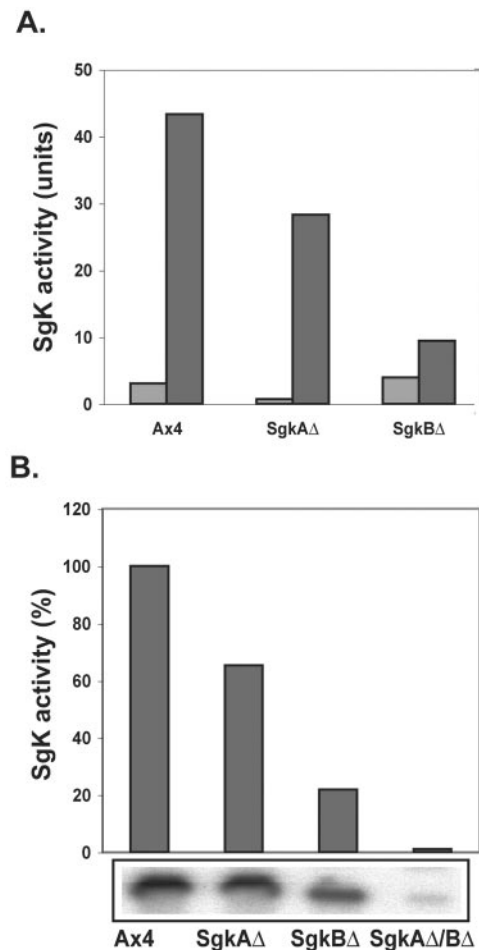 A.
50
40
30
20
10
0
SgK activity (units)
Ax4 SgkAΔ SgkBΔ
B.
120
100
80
60
40
20
0
SgK activity (%)
Ax4 SgkAΔ SgkBΔ SgkAΔ/BΔ